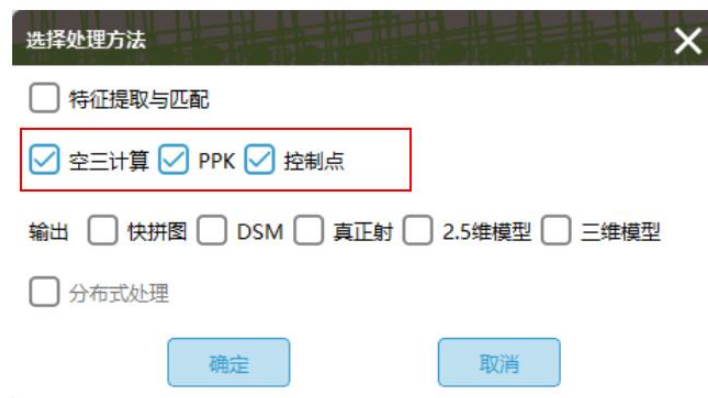 选择处理方法
特征提取与匹配
空三计算 PPK 控制点
输出 快拼图 DSM 真正射 2.5维模型 三维模型
分布式处理
确定 取消